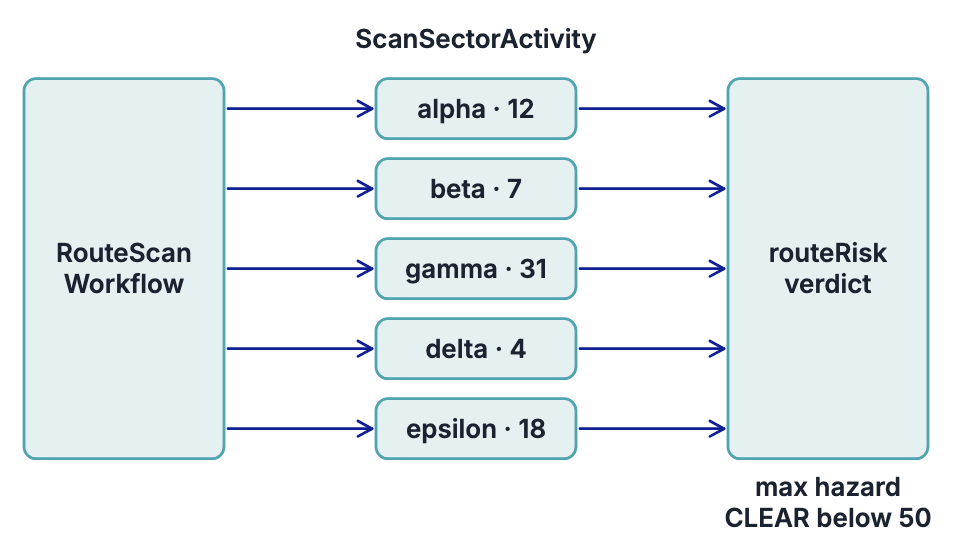 ScanSectorActivity
RouteScan
Workflow
alpha · 12
beta · 7
gamma · 31
delta · 4
epsilon · 18
routeRisk
verdict
max hazard
CLEAR below 50